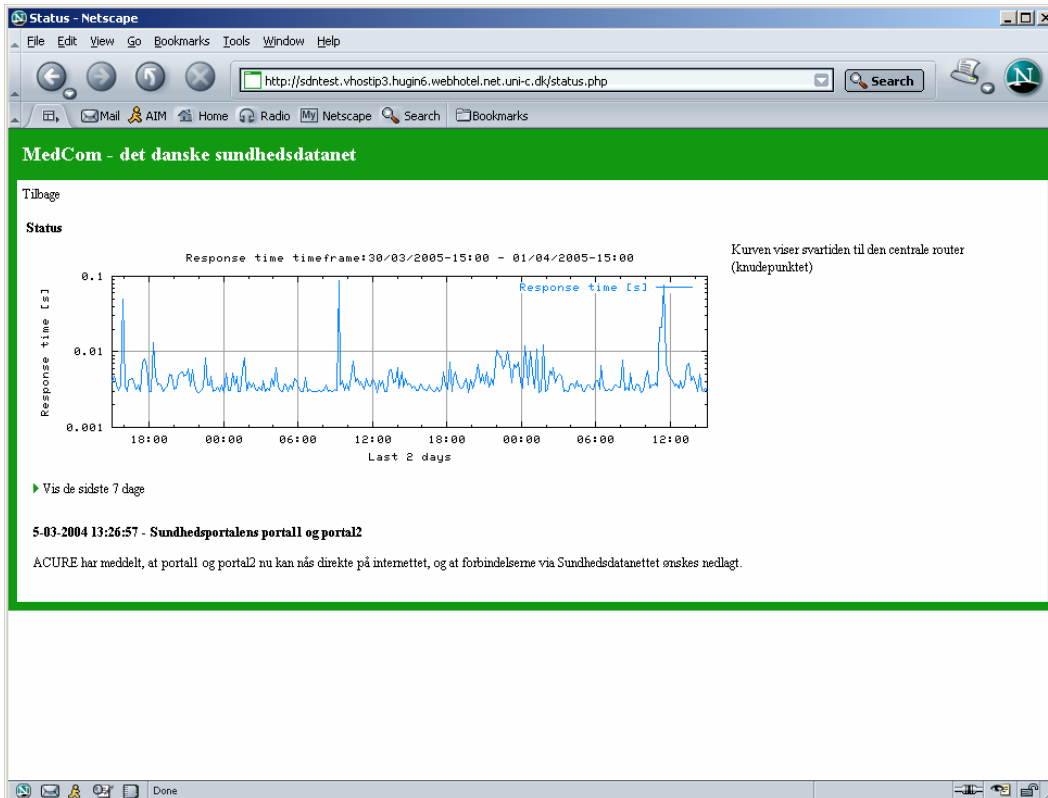 Status - Netscape
File Edit View Go Bookmarks Tools Window Help
http://sdntest.vhostip3.hugin6.webhotel.net.uni-c.dk/status.php
Search
N
Mail AIM Home Radio My Netscape Search Bookmarks
MedCom - det danske sundhedsdatanet
Tilbage
Status
Kurven viser svartiden til den centrale router
(knudepunktet)
Response time timeframe:30/03/2005-15:00 - 01/04/2005-15:00
Response time [s]
Response time [s]
0.1
0.01
0.001
18:00 00:00 06:00 12:00 18:00 00:00 06:00 12:00
Last 2 days
Vis de sidste 7 dage
5-03-2004 13:26:57 - Sundhedsportalens portal1 og portal2
ACURE har meddelt, at portal1 og portal2 nu kan nås direkte på internettet, og at forbindelserne via Sundhedsdatanettet ønskes nedlagt.
Done